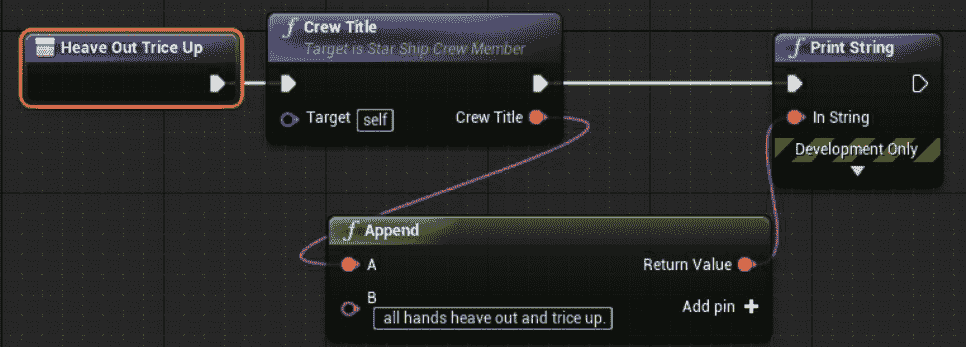 Heave Out Trice Up
f Crew Title
Target is Star Ship Crew Member
Target self
Crew Title
f Print String
In String
Development Only
f Append
A
Return Value
B
all hands heave out and trice up.
Add pin +